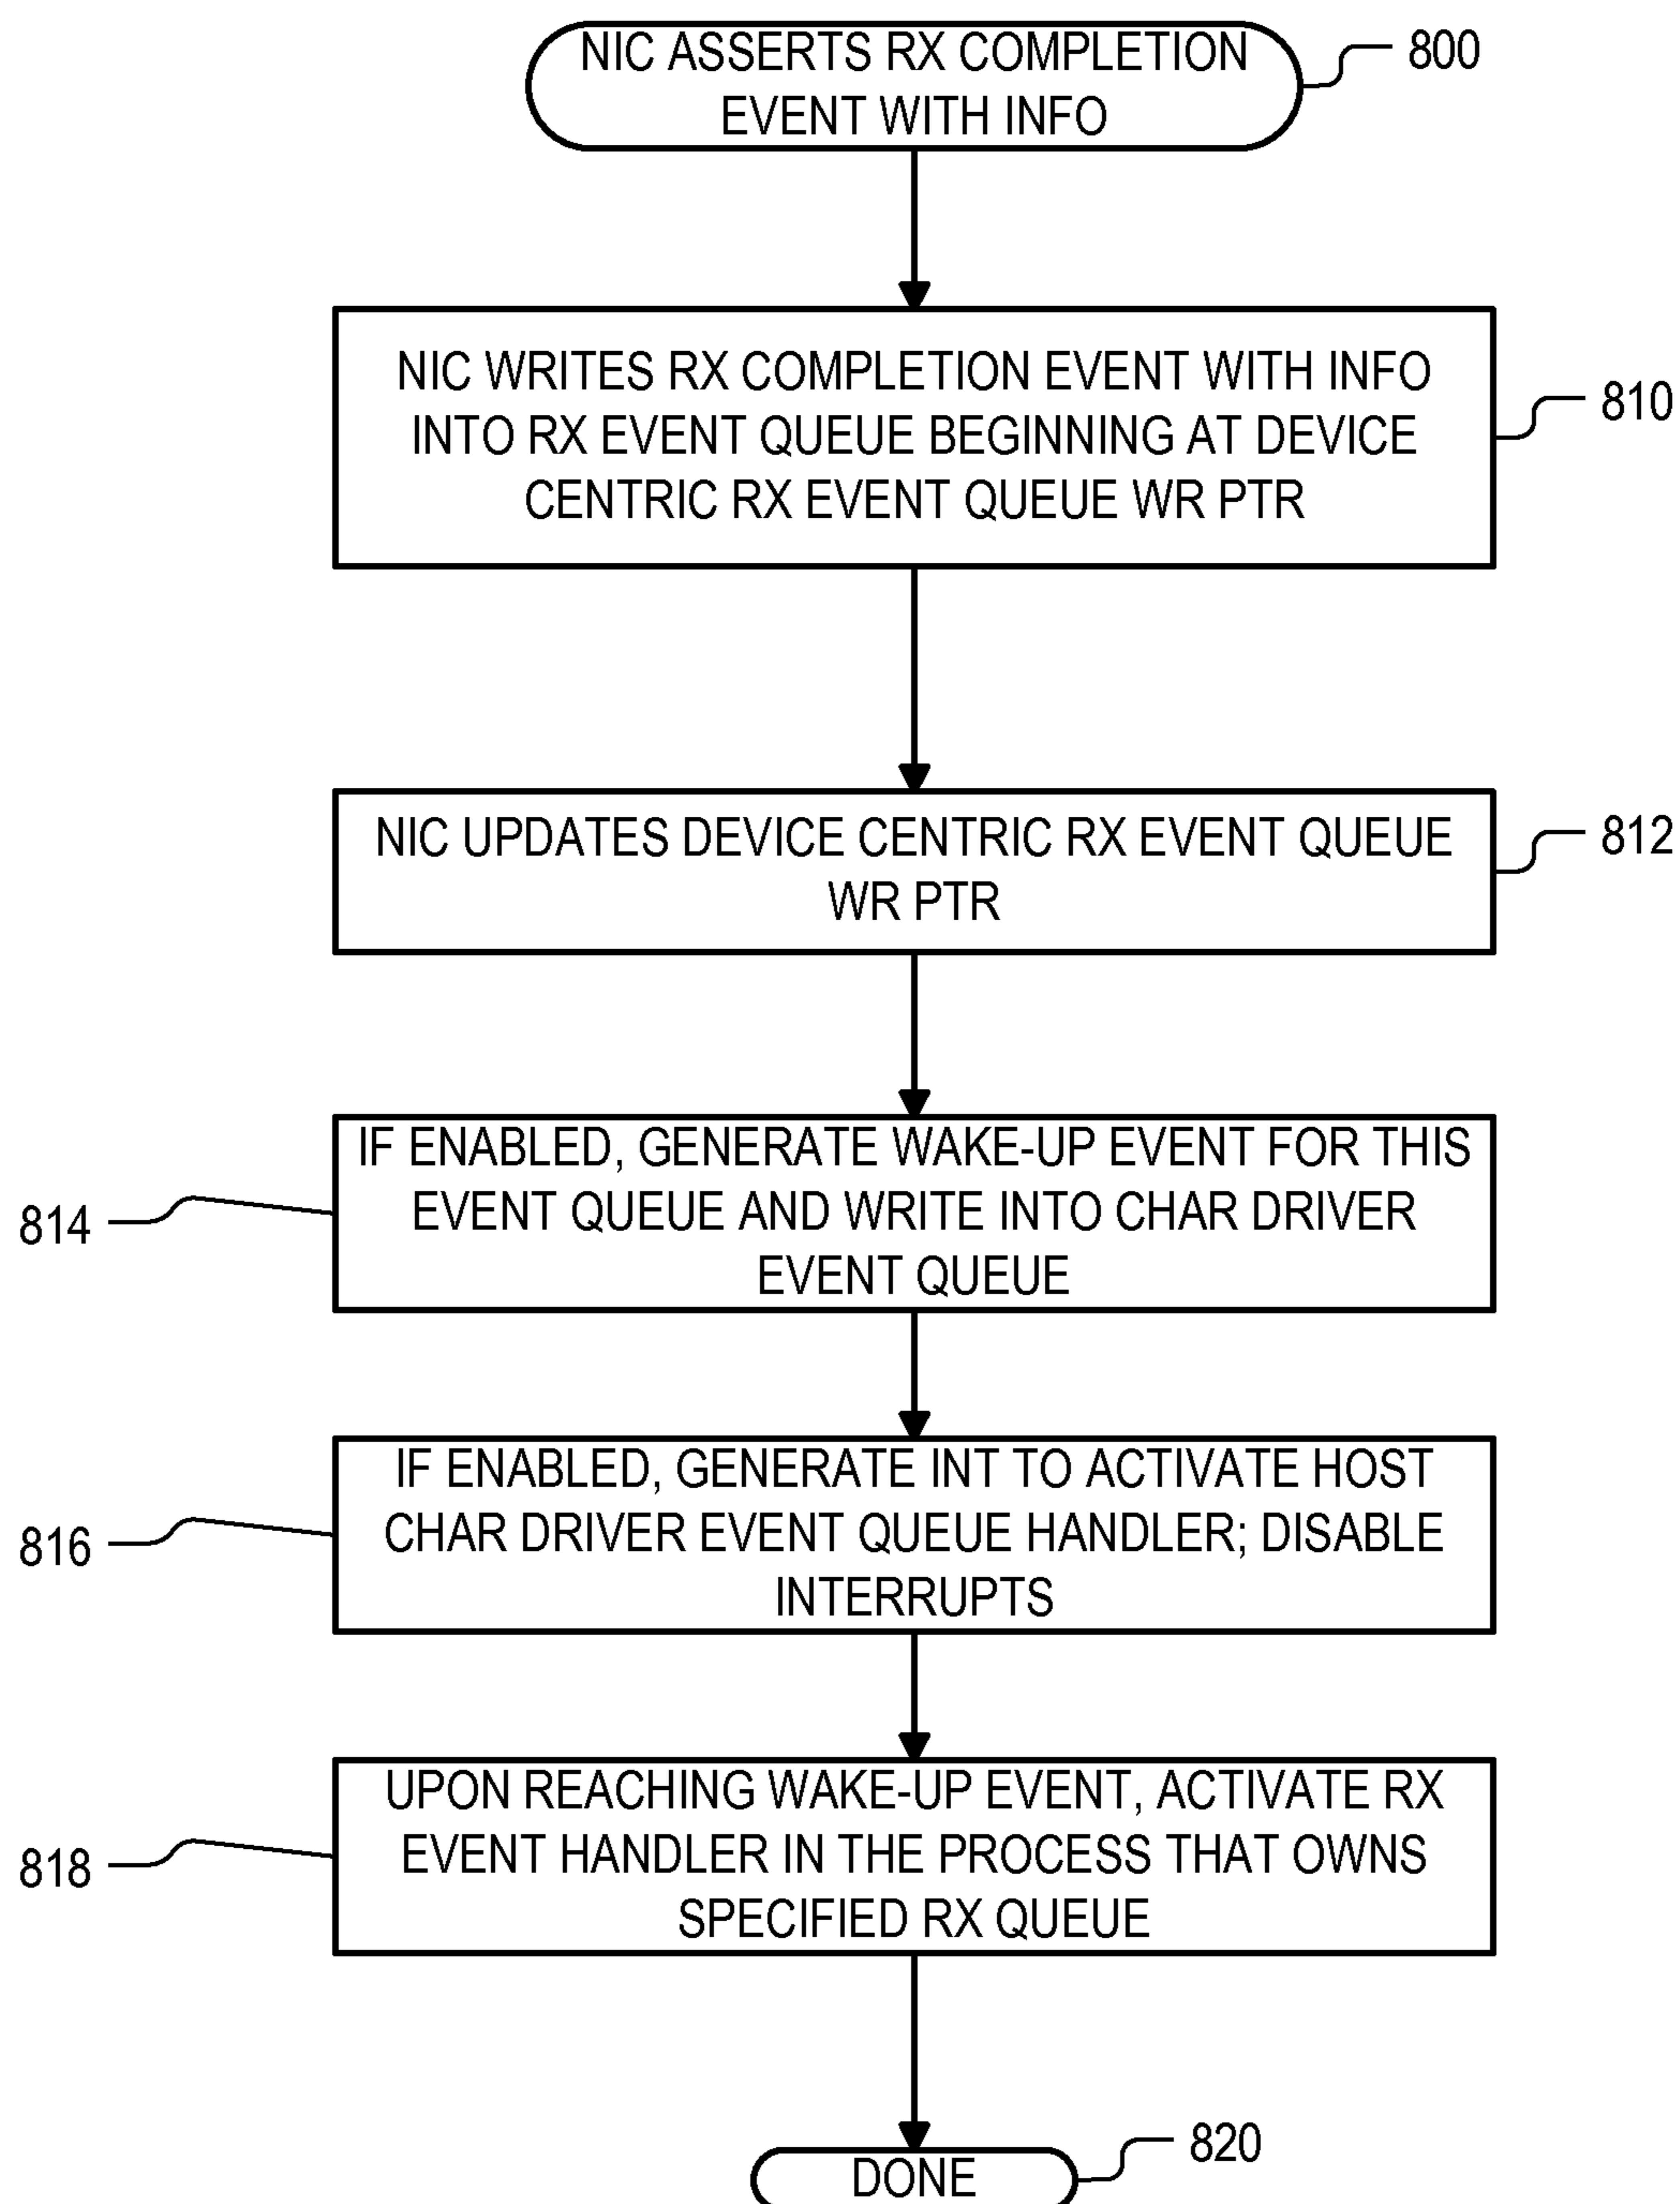 NIC ASSERTS RX COMPLETION
EVENT WITH INFO
800
NIC WRITES RX COMPLETION EVENT WITH INFO
INTO RX EVENT QUEUE BEGINNING AT DEVICE
CENTRIC RX EVENT QUEUE WR PTR
810
NIC UPDATES DEVICE CENTRIC RX EVENT QUEUE
WR PTR
812
IF ENABLED, GENERATE WAKE-UP EVENT FOR THIS
EVENT QUEUE AND WRITE INTO CHAR DRIVER
EVENT QUEUE
814
IF ENABLED, GENERATE INT TO ACTIVATE HOST
CHAR DRIVER EVENT QUEUE HANDLER; DISABLE
INTERRUPTS
816
UPON REACHING WAKE-UP EVENT, ACTIVATE RX
EVENT HANDLER IN THE PROCESS THAT OWNS
SPECIFIED RX QUEUE
818
DONE
820